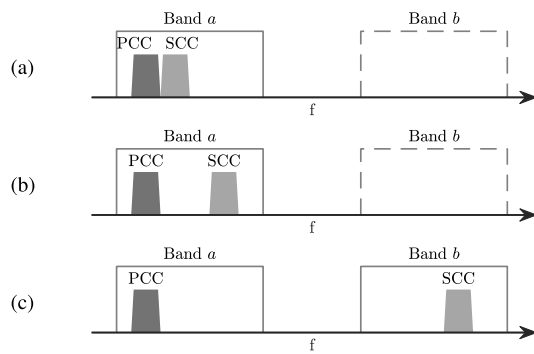 Band a Band b
PCC SCC
(a)
f
Band a Band b
PCC SCC
(b)
f
Band a Band b
PCC SCC
(c)
f